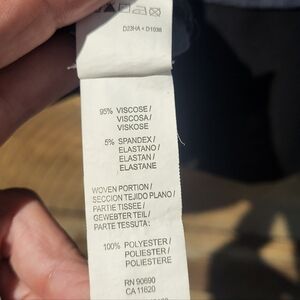 D23HA • D1038
95% VISCOSE /
VISCOSA /
VISKOSE
5% SPANDEX /
ELASTANO /
ELASTAN /
ELASTANE
WOVEN PORTION /
SECCIÓN TEJIDO PLANO /
PARTIE TISSEE /
GEWEBTER TEIL /
PARTE TESSUTA:
100% POLYESTER /
POLIESTER /
POLIESTERE
RN 90690
CA 11620